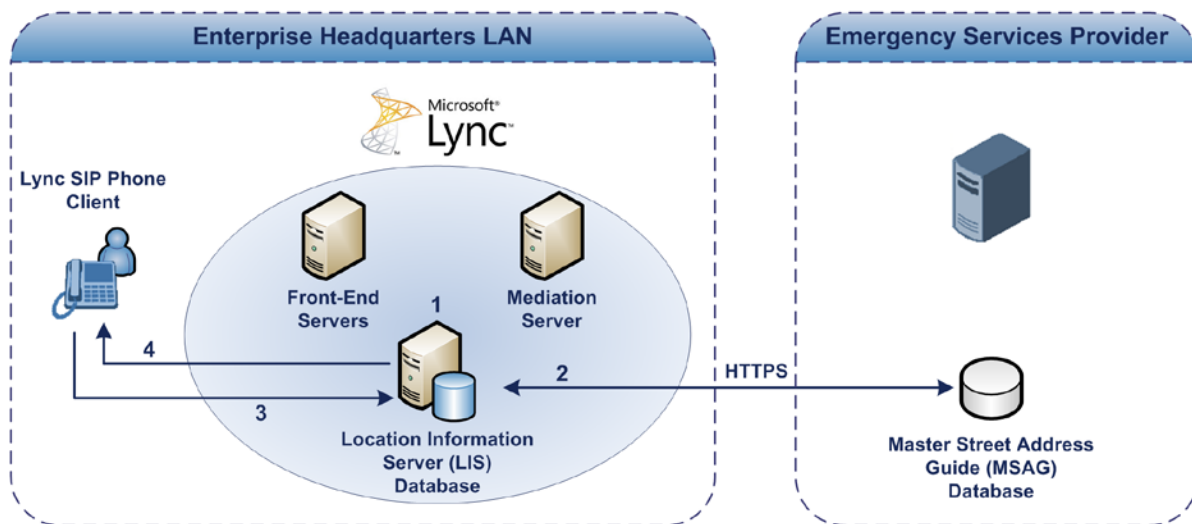 Enterprise Headquarters LAN
Emergency Services Provider
Microsoft®
Lync™
Lync SIP Phone
Client
Front-End
Servers
Mediation
Server
1
4
2
HTTPS
3
Location Information
Server (LIS)
Database
Master Street Address
Guide (MSAG)
Database